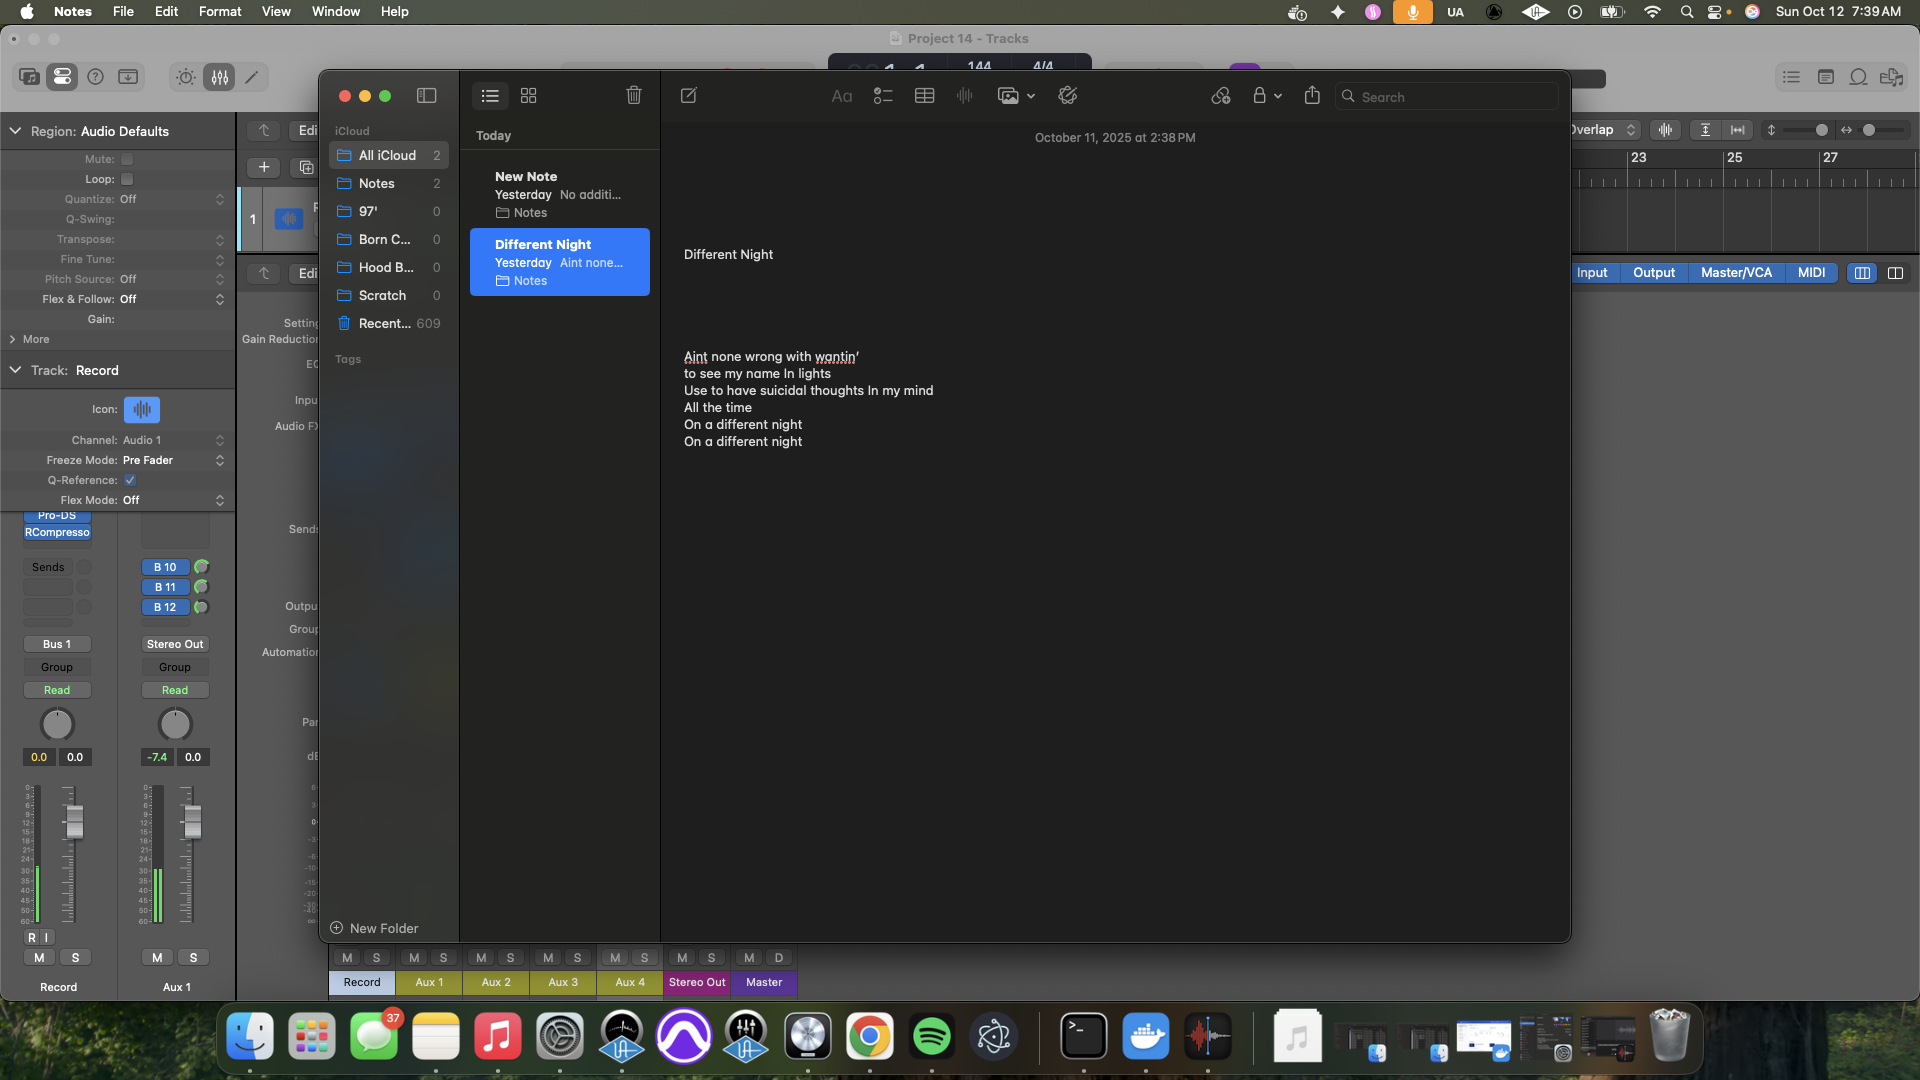 Notes File Edit Format View Window Help
UA
Sun Oct 12 7:39 AM
Project 14 - Tracks
144 4/4
Region: Audio Defaults
Mute:
Loop:
Quantize: Off
Q-Swing:
Transpose:
Fine Tune:
Pitch Source: Off
Flex & Follow: Off
Gain:
More
Track: Record
Icon:
Channel: Audio 1
Freeze Mode: Pre Fader
Q-Reference:
Flex Mode: Off
Pro-DS
RCompresso
Sends
B 10
B 11
B 12
Bus 1 Stereo Out
Group Group
Read Read
0.0 0.0 -7.4 0.0
R I
M S M S
Record Aux 1
Edi
1
Edi
Setting
Gain Reduction
EQ
Input
Audio FX
Sends
Output
Group
Automation
Pan
dB
iCloud
All iCloud 2
Notes 2
97' 0
Born C... 0
Hood B... 0
Scratch 0
Recent... 609
Tags
New Folder
Today
New Note
Yesterday No additi...
Notes
Different Night
Yesterday Aint none...
Notes
Aa
Search
October 11, 2025 at 2:38 PM
Different Night
Aint none wrong with wantin'
to see my name In lights
Use to have suicidal thoughts In my mind
All the time
On a different night
On a different night
Overlap
23 25 27
Input Output Master/VCA MIDI
M S M S M S M S M S M S M D
Record Aux 1 Aux 2 Aux 3 Aux 4 Stereo Out Master
37